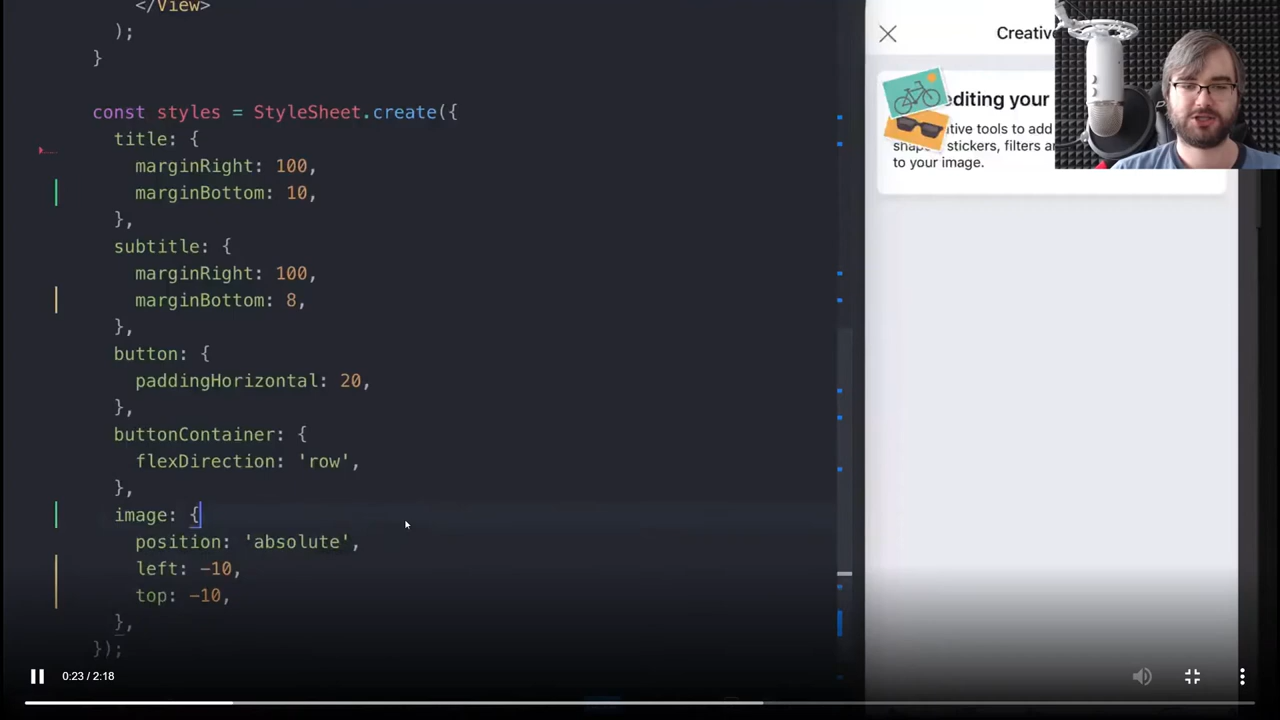 </View>
);
}
const styles = StyleSheet.create({
title: {
marginRight: 100,
marginBottom: 10,
},
subtitle: {
marginRight: 100,
marginBottom: 8,
},
button: {
paddingHorizontal: 20,
},
buttonContainer: {
flexDirection: 'row',
},
image: {
position: 'absolute',
left: -10,
top: -10,
},
});
0:23 / 2:18
Creative
editing your
tive tools to add
shap stickers, filters a
to your image.